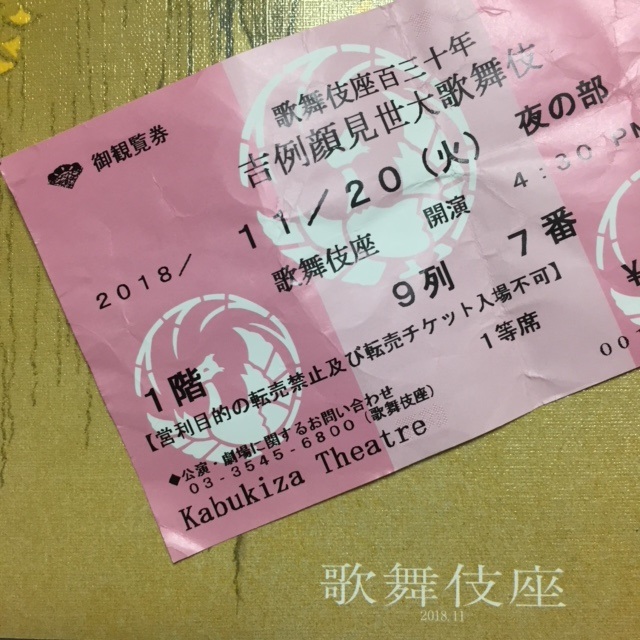 御観覧券
歌舞伎座百三十年
吉例顔見世大歌舞伎
2018／ 11／20（火） 夜の部
歌舞伎座 開演 4:30PM
1階 9列 7番
1等席
【営利目的の転売禁止及び転売チケット入場不可】
◆公演・劇場に関するお問い合わせ
03-3545-6800（歌舞伎座）
Kabukiza Theatre
00
歌舞伎座
2018.11